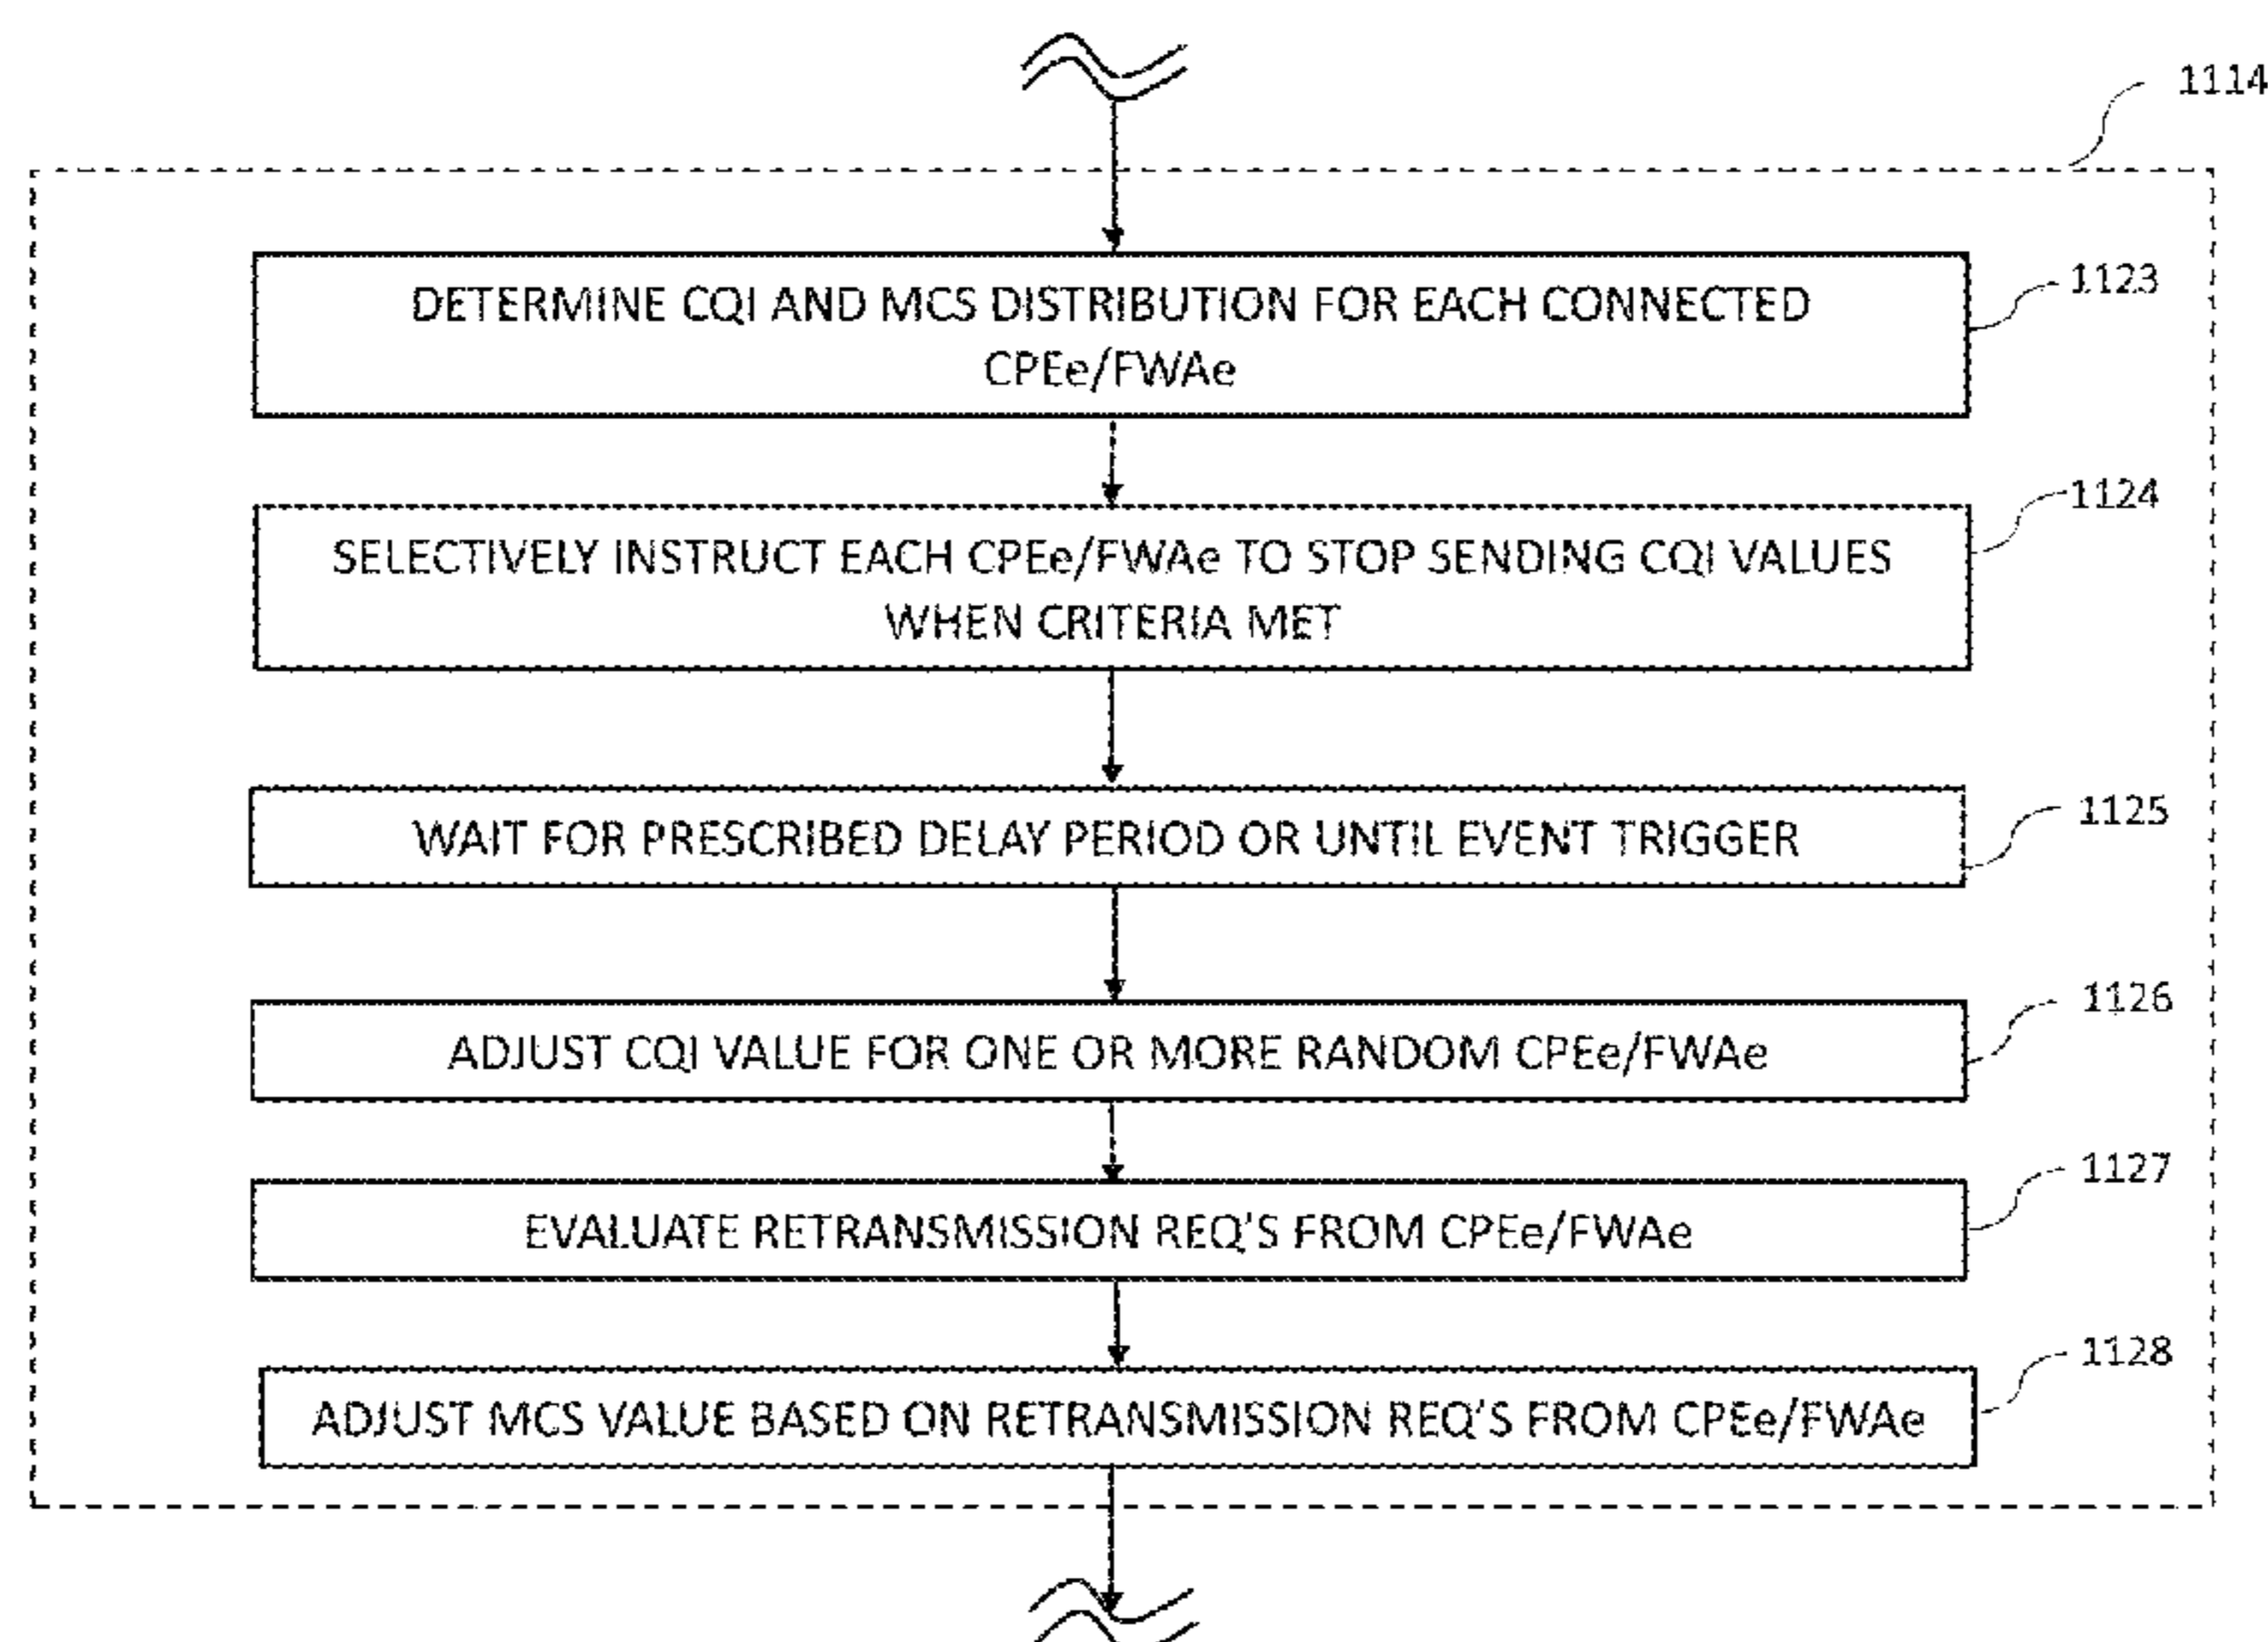 1114
DETERMINE CQI AND MCS DISTRIBUTION FOR EACH CONNECTED
CPEe/FWAe
1123
SELECTIVELY INSTRUCT EACH CPEe/FWAe TO STOP SENDING CQI VALUES
WHEN CRITERIA MET
1124
WAIT FOR PRESCRIBED DELAY PERIOD OR UNTIL EVENT TRIGGER
1125
ADJUST CQI VALUE FOR ONE OR MORE RANDOM CPEe/FWAe
1126
EVALUATE RETRANSMISSION REQ'S FROM CPEe/FWAe
1127
ADJUST MCS VALUE BASED ON RETRANSMISSION REQ'S FROM CPEe/FWAe
1128